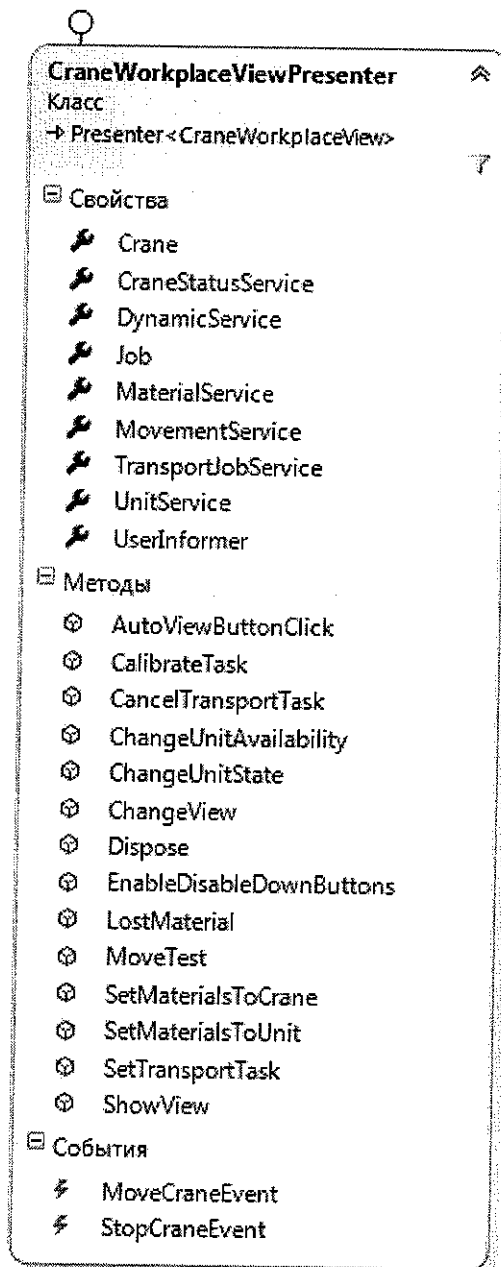 CraneWorkplaceViewPresenter
Класс
Presenter<CraneWorkplaceView>
Свойства
Crane
CraneStatusService
DynamicService
Job
MaterialService
MovementService
TransportJobService
UnitService
UserInformer
Методы
AutoViewButtonClick
CalibrateTask
CancelTransportTask
ChangeUnitAvailability
ChangeUnitState
ChangeView
Dispose
EnableDisableDownButtons
LostMaterial
MoveTest
SetMaterialsToCrane
SetMaterialsToUnit
SetTransportTask
ShowView
События
MoveCraneEvent
StopCraneEvent